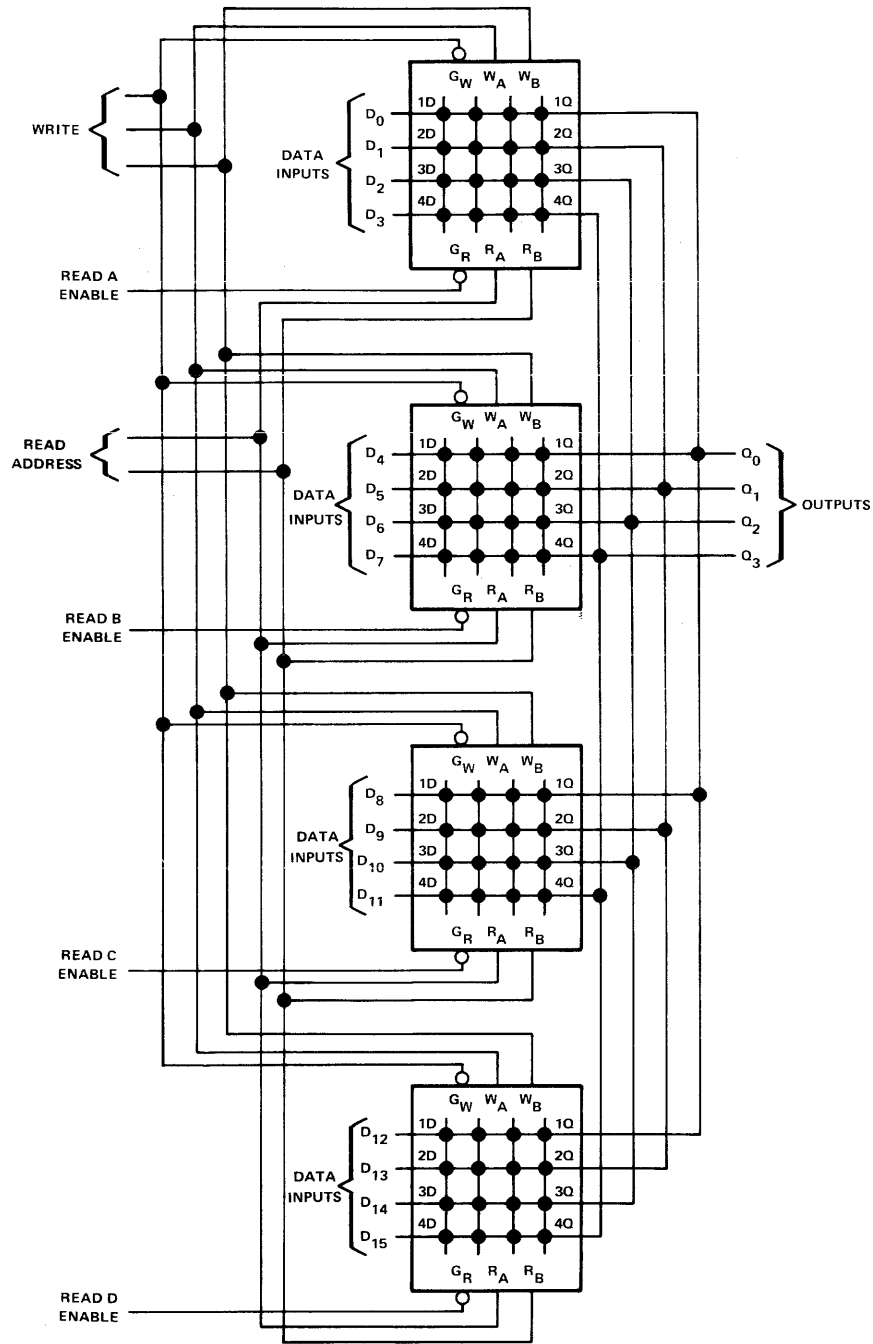 G_W W_A W_B
WRITE
DATA INPUTS
D_0 1D 1Q
D_1 2D 2Q
D_2 3D 3Q
D_3 4D 4Q
G_R R_A R_B
READ A ENABLE
G_W W_A W_B
READ ADDRESS
DATA INPUTS
D_4 1D 1Q Q_0
D_5 2D 2Q Q_1
D_6 3D 3Q Q_2
D_7 4D 4Q Q_3
OUTPUTS
G_R R_A R_B
READ B ENABLE
G_W W_A W_B
DATA INPUTS
D_8 1D 1Q
D_9 2D 2Q
D_10 3D 3Q
D_11 4D 4Q
G_R R_A R_B
READ C ENABLE
G_W W_A W_B
DATA INPUTS
D_12 1D 1Q
D_13 2D 2Q
D_14 3D 3Q
D_15 4D 4Q
G_R R_A R_B
READ D ENABLE